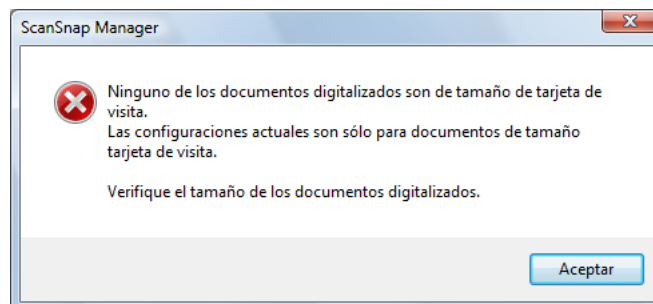 ScanSnap Manager
Ninguno de los documentos digitalizados son de tamaño de tarjeta de
visita.
Las configuraciones actuales son sólo para documentos de tamaño
tarjeta de visita.
Verifique el tamaño de los documentos digitalizados.
Aceptar